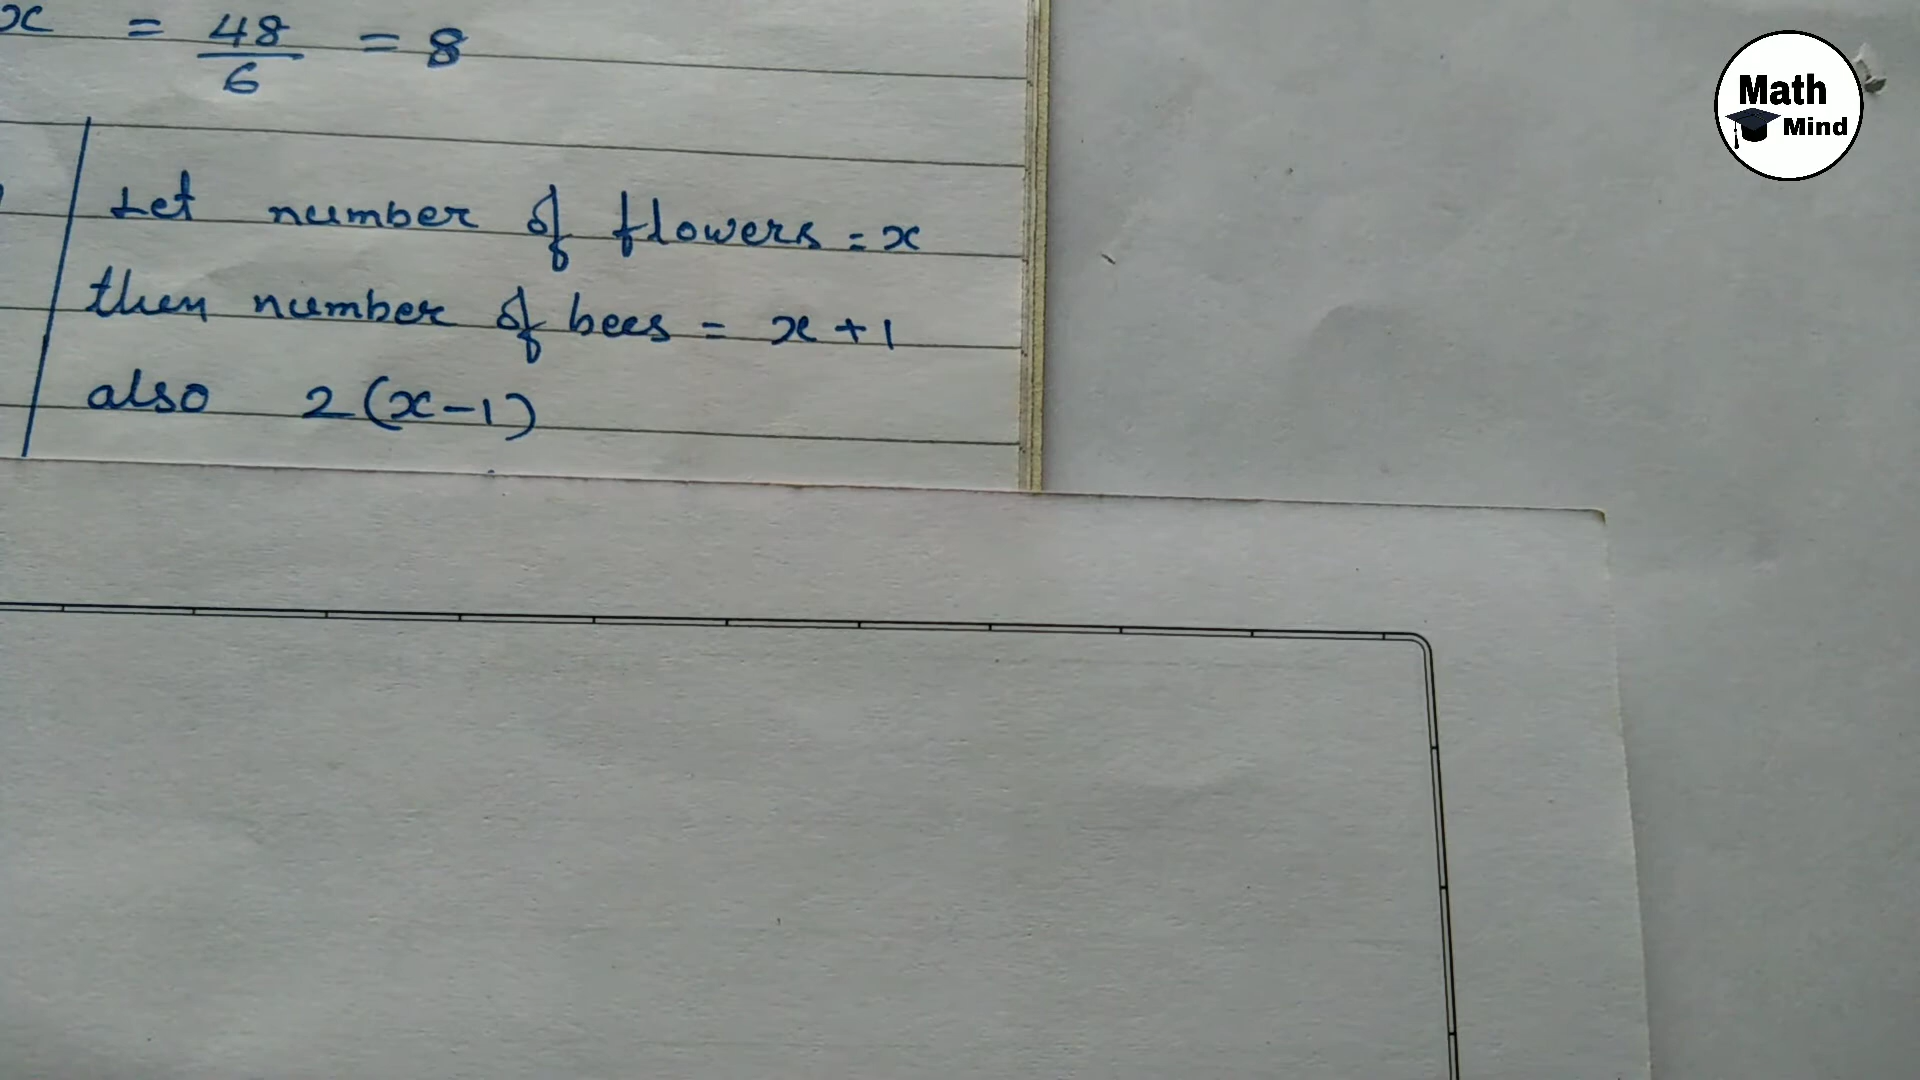 x = 48/6 = 8
Let number of flowers = x
then number of bees = x + 1
also 2(x-1)
Math
Mind